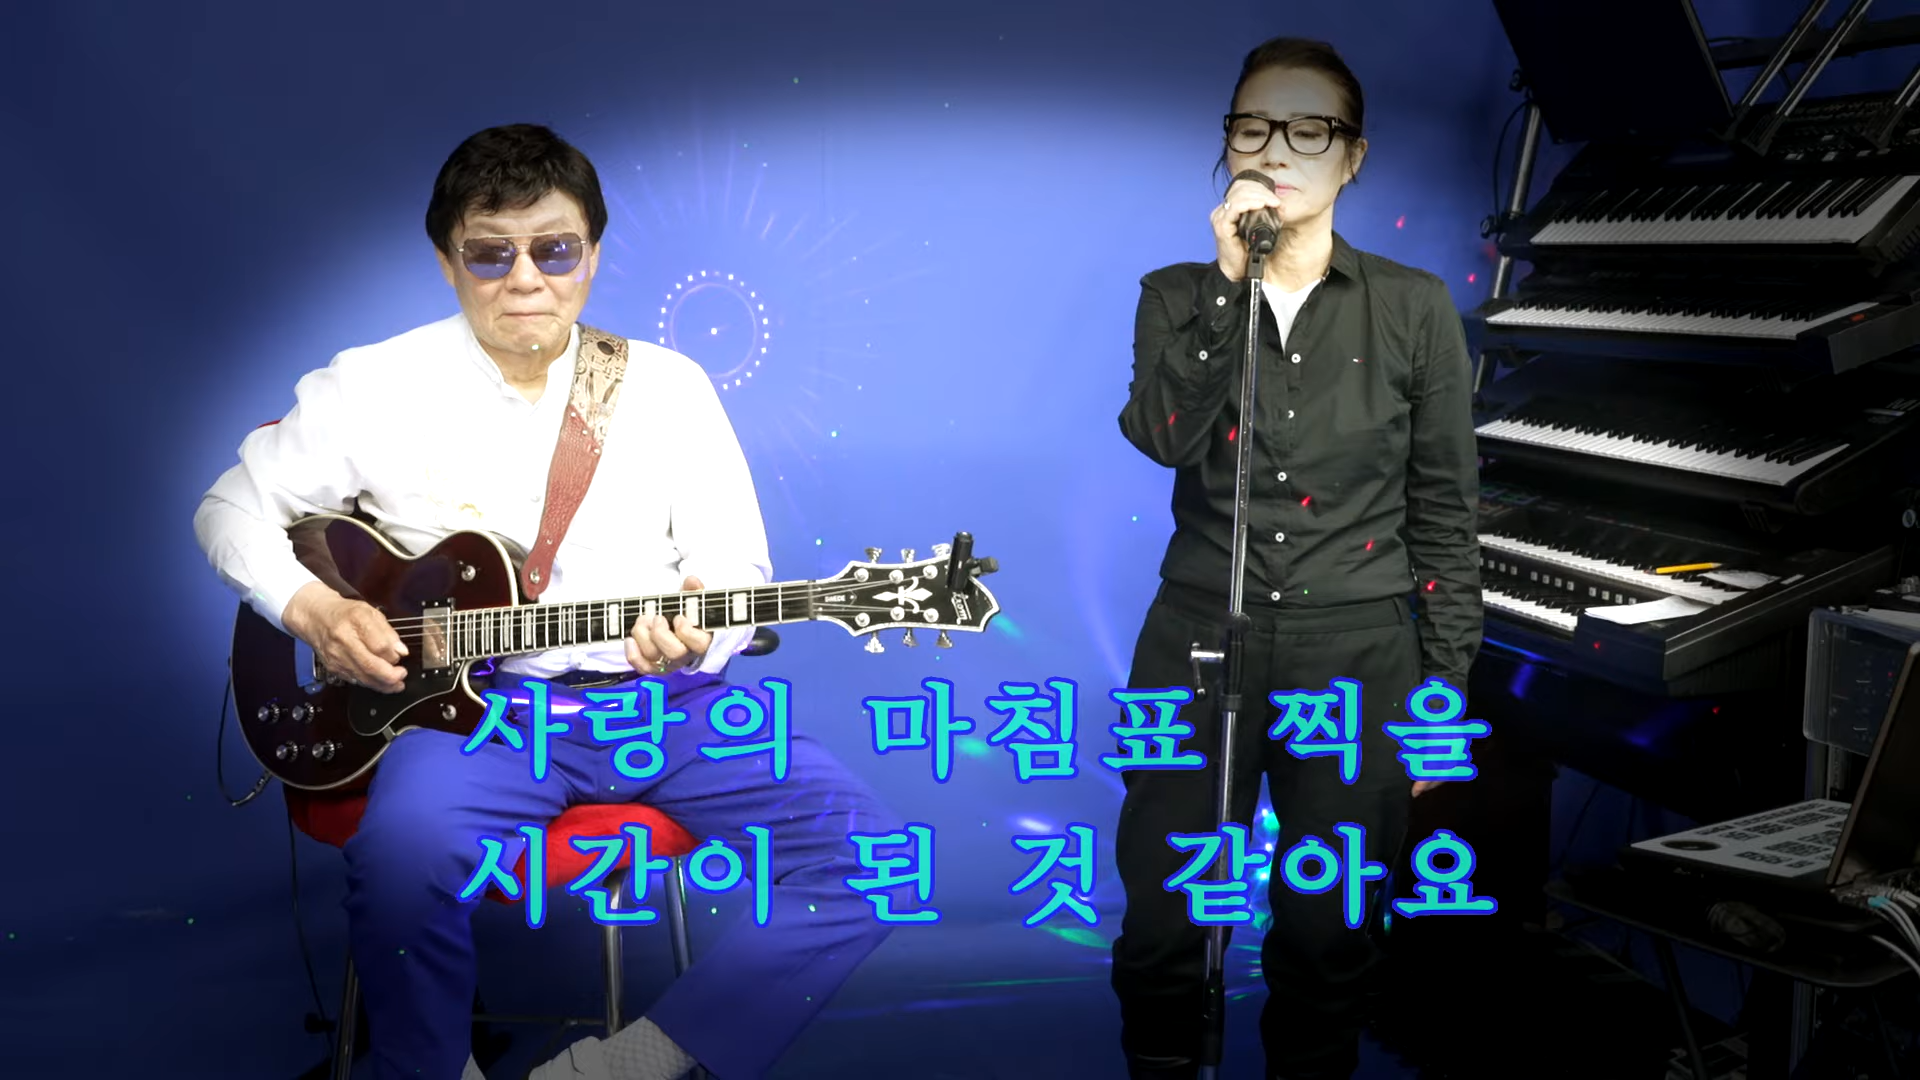 사랑의 마침표 찍을
시간이 된 것 같아요